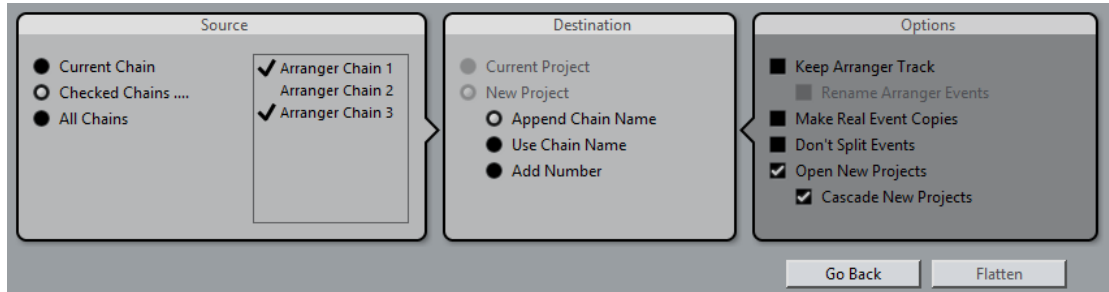 Source
Current Chain
Checked Chains ....
All Chains
Arranger Chain 1
Arranger Chain 2
Arranger Chain 3
Destination
Current Project
New Project
Append Chain Name
Use Chain Name
Add Number
Options
Keep Arranger Track
Rename Arranger Events
Make Real Event Copies
Don't Split Events
Open New Projects
Cascade New Projects
Go Back
Flatten